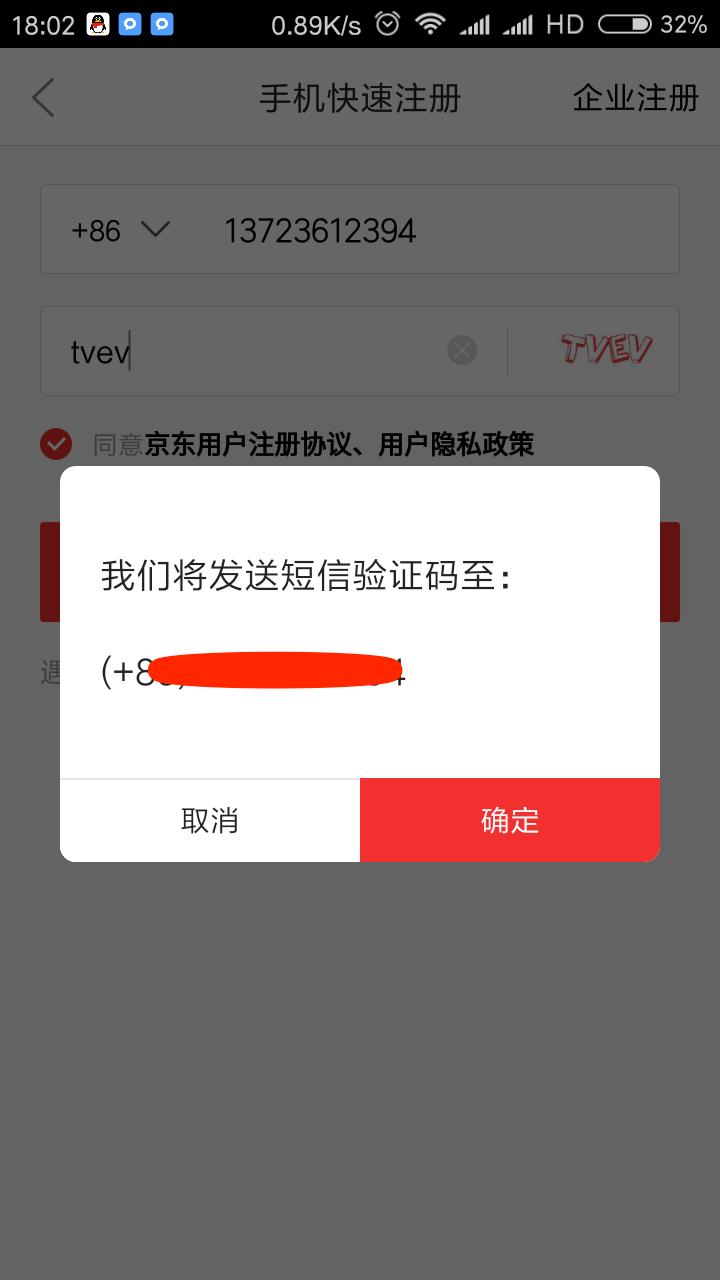 18:02 0.89K/s HD 32%
手机快速注册 企业注册
+86 13723612394
tvev TVEV
同意京东用户注册协议、用户隐私政策
遇
我们将发送短信验证码至：
(+8
取消 确定